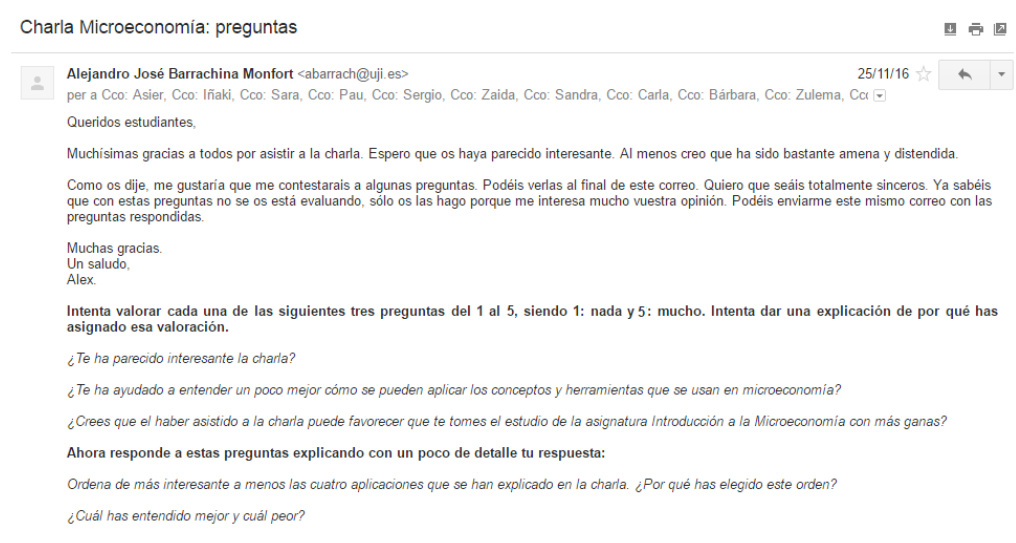 Charla Microeconomía: preguntas
Alejandro José Barrachina Monfort <abarrach@uji.es>
25/11/16
per a Cco: Asier, Cco: Iñaki, Cco: Sara, Cco: Pau, Cco: Sergio, Cco: Zaida, Cco: Sandra, Cco: Carla, Cco: Bárbara, Cco: Zulema, Cco
Queridos estudiantes,
Muchísimas gracias a todos por asistir a la charla. Espero que os haya parecido interesante. Al menos creo que ha sido bastante amena y distendida.
Como os dije, me gustaría que me contestarais a algunas preguntas. Podéis verlas al final de este correo. Quiero que seáis totalmente sinceros. Ya sabéis
que con estas preguntas no se os está evaluando, sólo os las hago porque me interesa mucho vuestra opinión. Podéis enviarme este mismo correo con las
preguntas respondidas.
Muchas gracias.
Un saludo,
Alex.
Intenta valorar cada una de las siguientes tres preguntas del 1 al 5, siendo 1: nada y 5: mucho. Intenta dar una explicación de por qué has
asignado esa valoración.
¿Te ha parecido interesante la charla?
¿Te ha ayudado a entender un poco mejor cómo se pueden aplicar los conceptos y herramientas que se usan en microeconomía?
¿Crees que el haber asistido a la charla puede favorecer que te tomes el estudio de la asignatura Introducción a la Microeconomía con más ganas?
Ahora responde a estas preguntas explicando con un poco de detalle tu respuesta:
Ordena de más interesante a menos las cuatro aplicaciones que se han explicado en la charla. ¿Por qué has elegido este orden?
¿Cuál has entendido mejor y cuál peor?